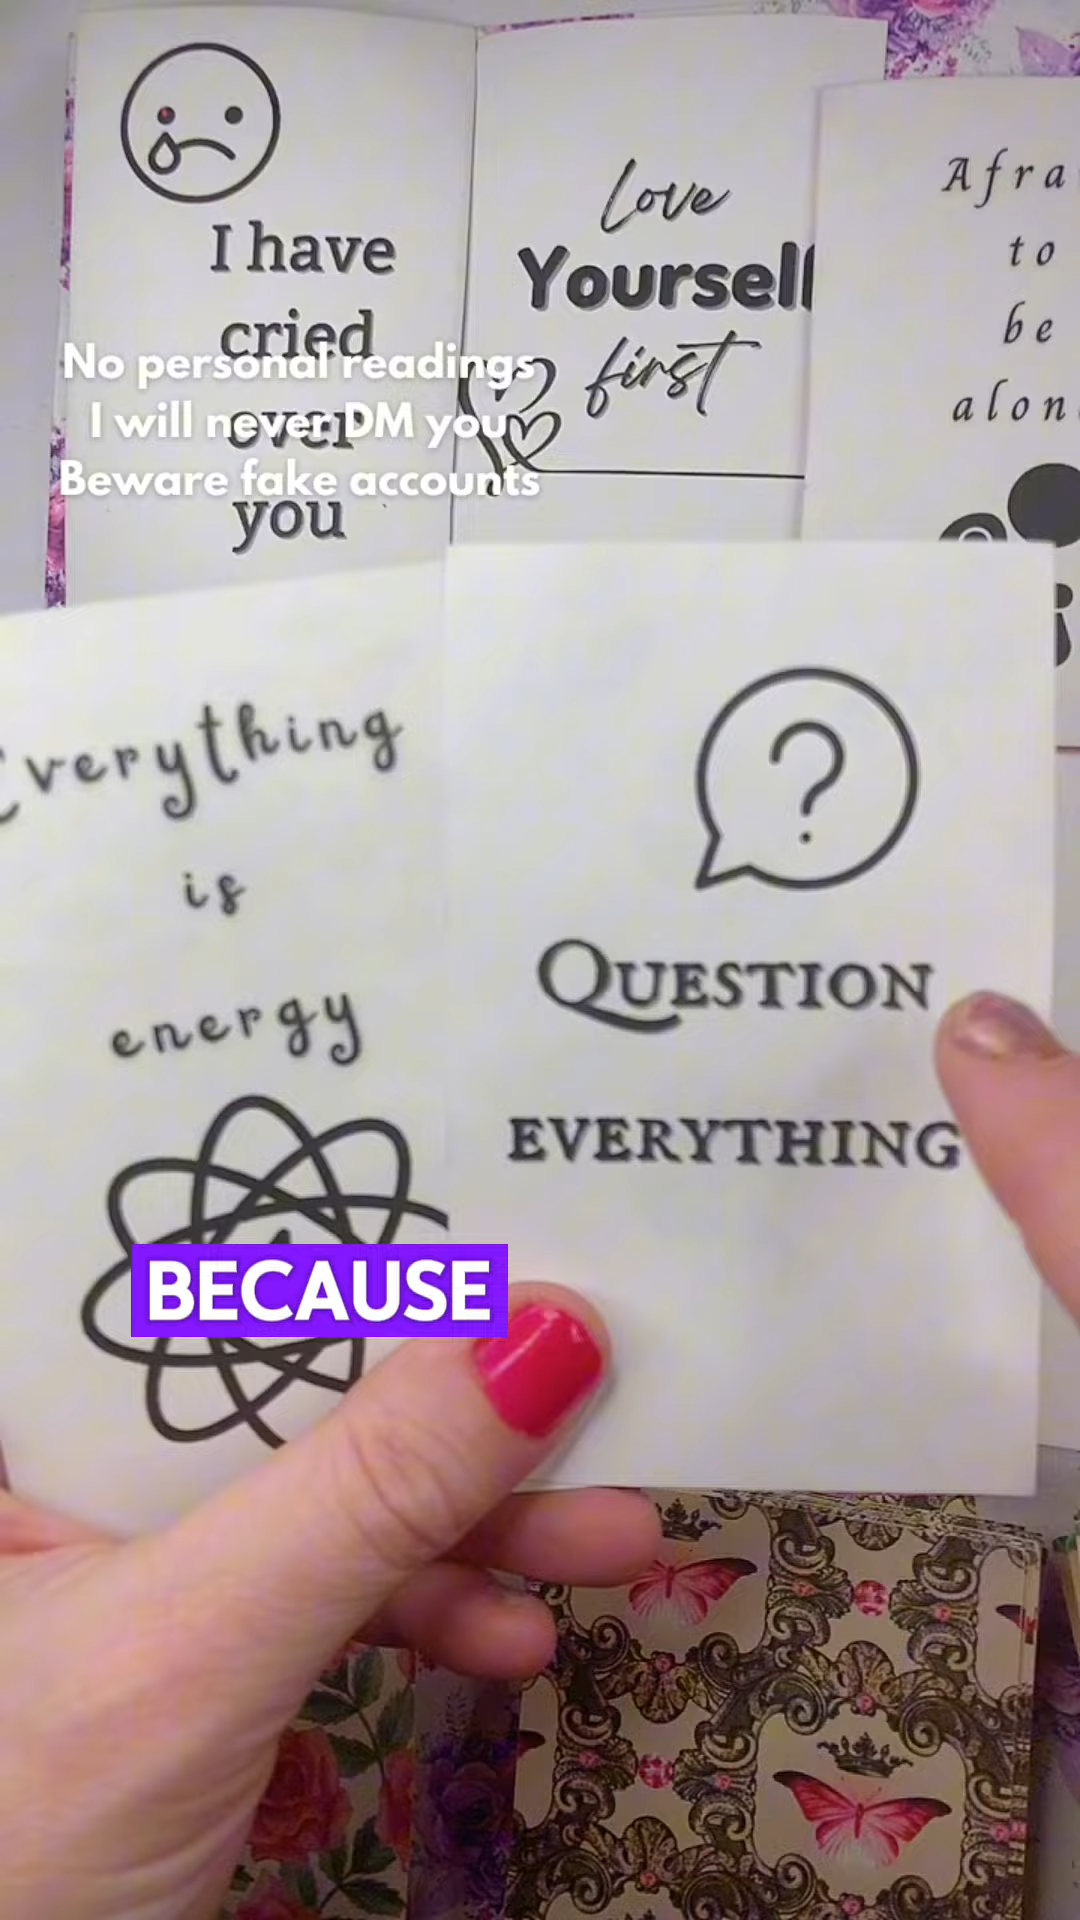 I have
cried
over
you
love
Yourself
first
Afra
to
be
alon
No personal readings
I will never DM you
Beware fake accounts
Everything
is
energy
?
QUESTION
EVERYTHING
BECAUSE